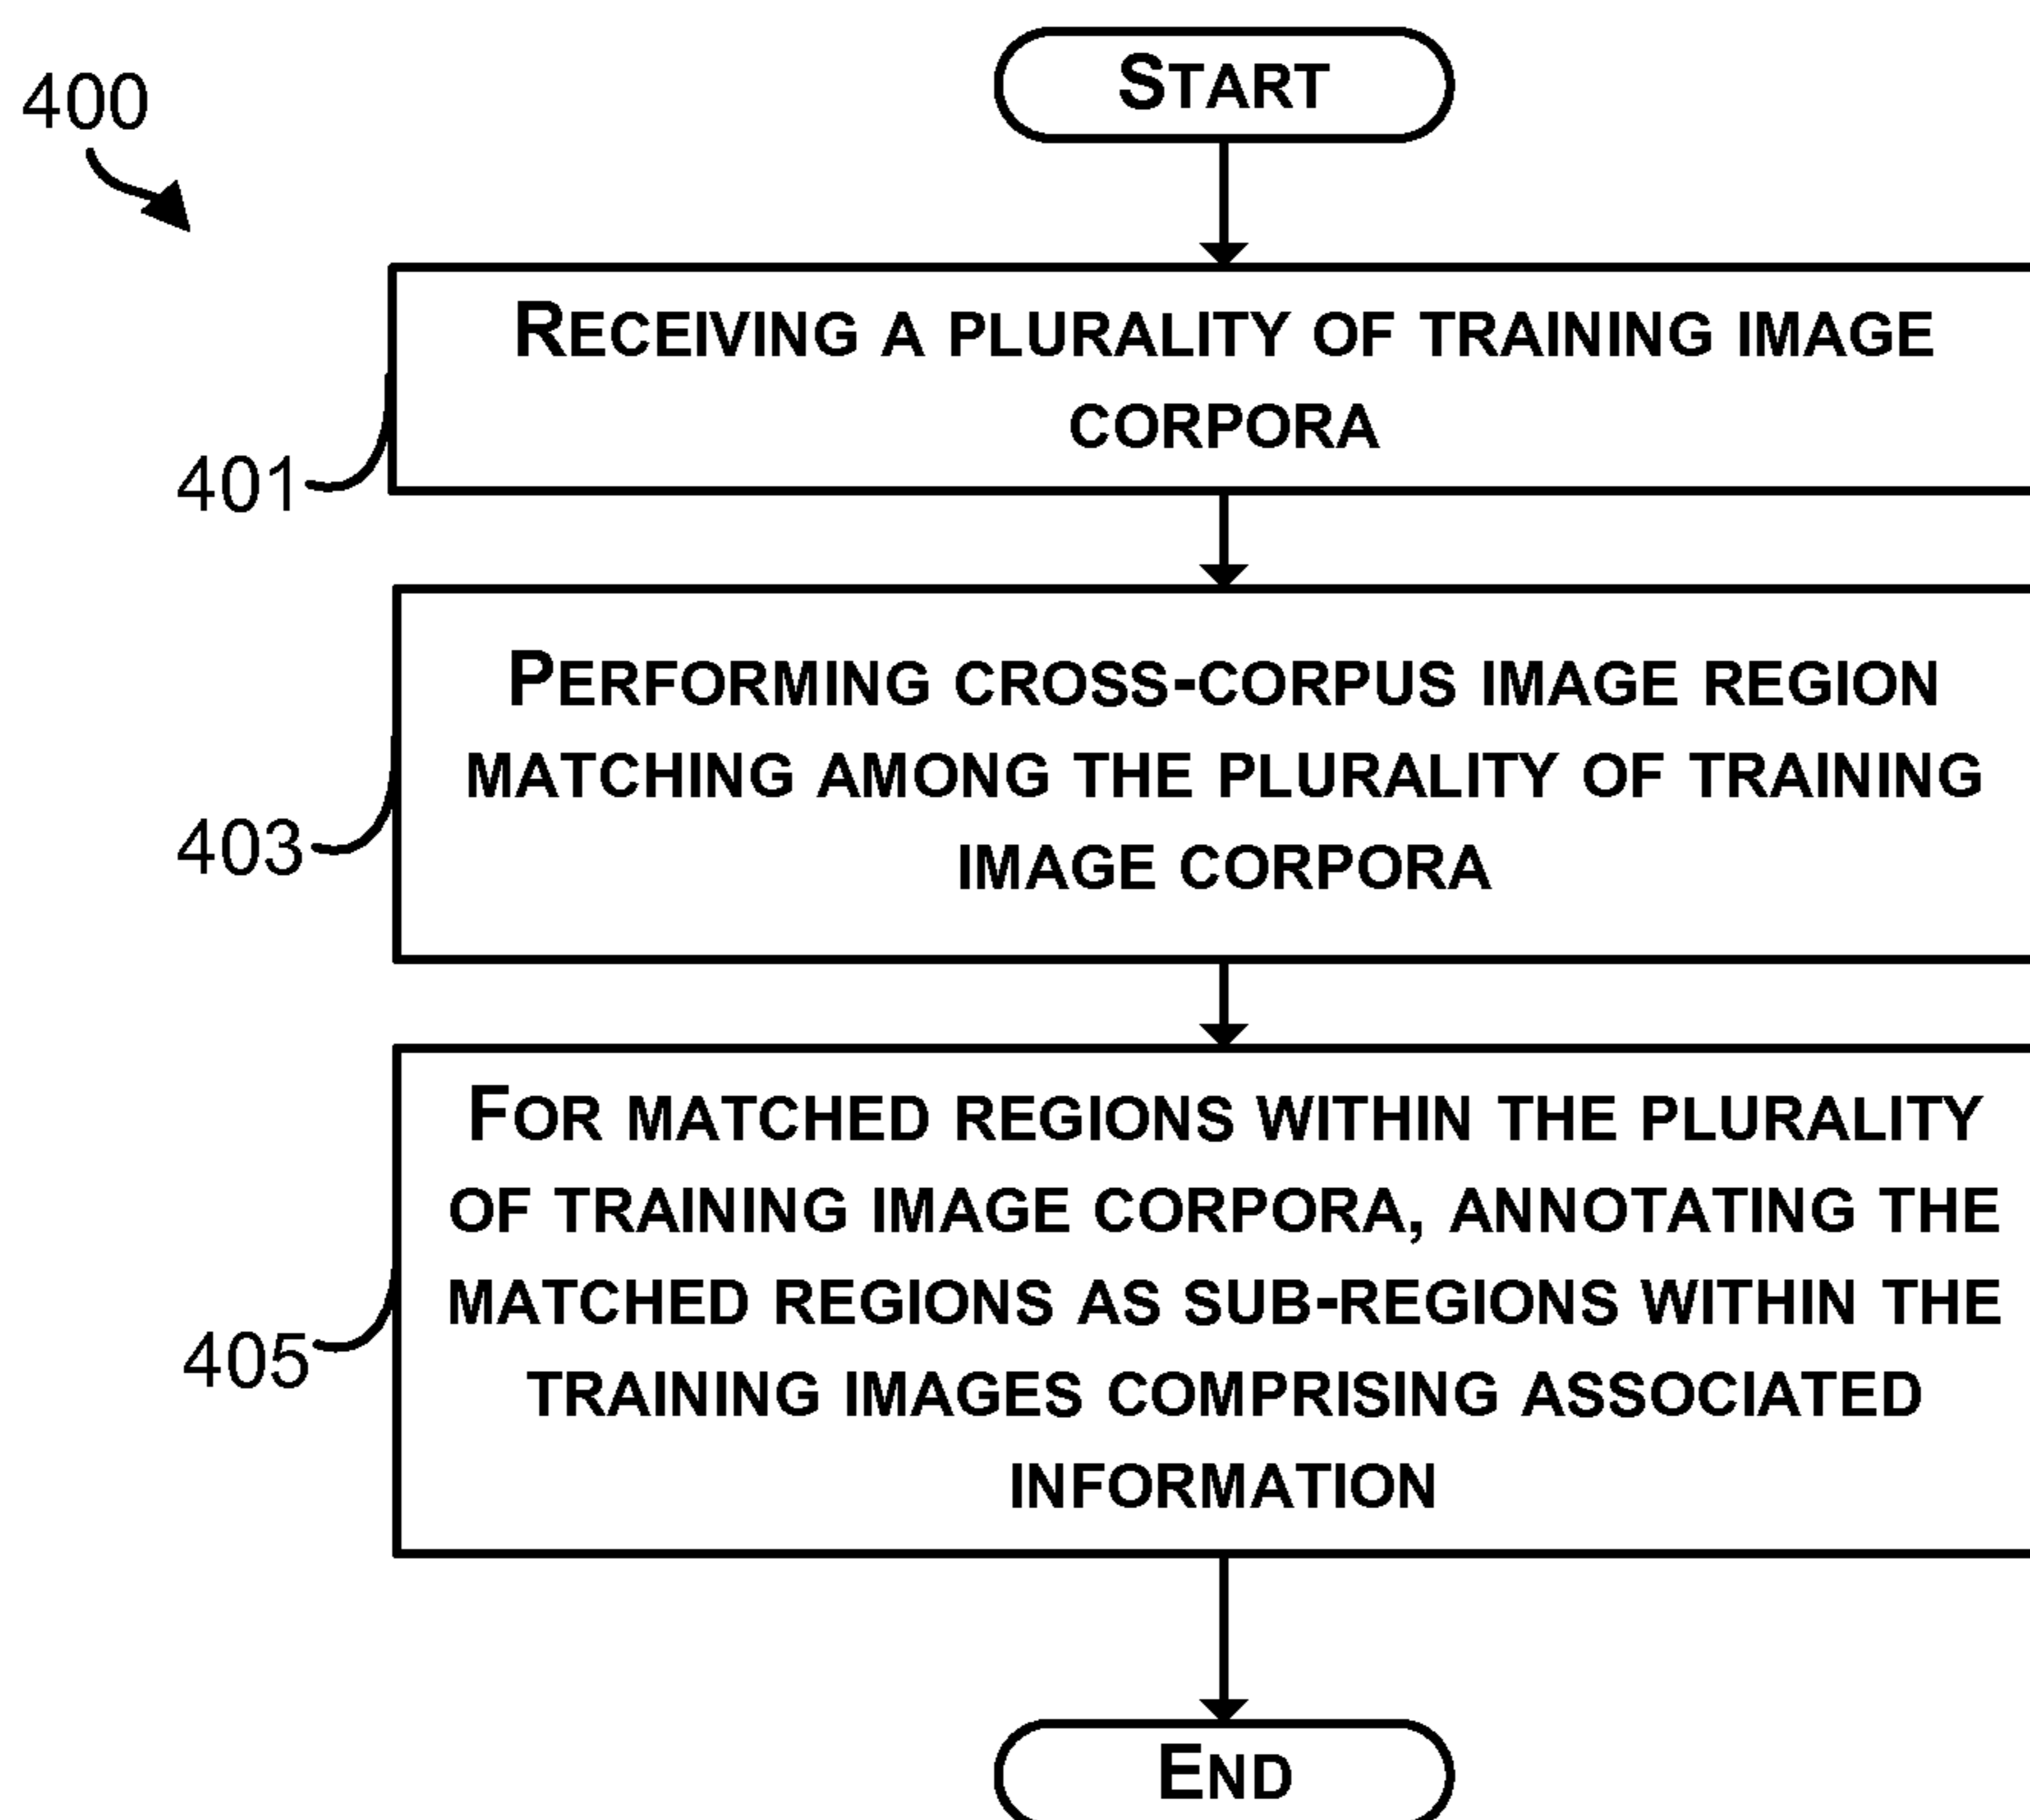 400
START
RECEIVING A PLURALITY OF TRAINING IMAGE
CORPORA
401
PERFORMING CROSS-CORPUS IMAGE REGION
MATCHING AMONG THE PLURALITY OF TRAINING
IMAGE CORPORA
403
FOR MATCHED REGIONS WITHIN THE PLURALITY
OF TRAINING IMAGE CORPORA, ANNOTATING THE
MATCHED REGIONS AS SUB-REGIONS WITHIN THE
TRAINING IMAGES COMPRISING ASSOCIATED
INFORMATION
405
END